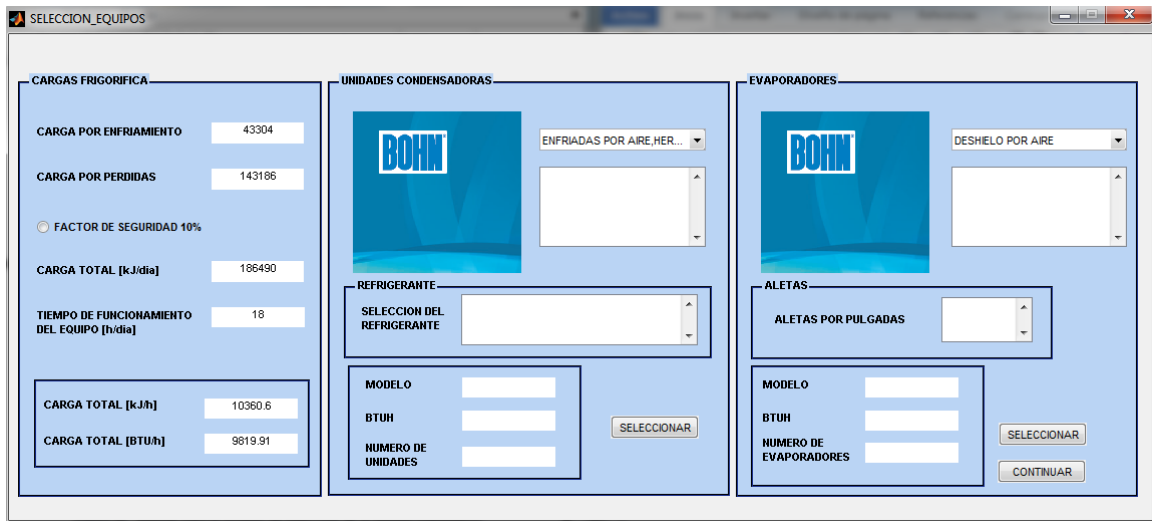 SELECCION_EQUIPOS
CARGAS FRIGORIFICA
CARGA POR ENFRIAMIENTO 43304
CARGA POR PERDIDAS 143186
FACTOR DE SEGURIDAD 10%
CARGA TOTAL [kJ/dia] 186490
TIEMPO DE FUNCIONAMIENTO
DEL EQUIPO [h/dia] 18
CARGA TOTAL [kJ/h] 10360.6
CARGA TOTAL [BTU/h] 9819.91
UNIDADES CONDENSADORAS
BOHN
ENFRIADAS POR AIRE,HER...
REFRIGERANTE
SELECCION DEL
REFRIGERANTE
MODELO
BTUH
NUMERO DE
UNIDADES
SELECCIONAR
EVAPORADORES
BOHN
DESHIELO POR AIRE
ALETAS
ALETAS POR PULGADAS
MODELO
BTUH
NUMERO DE
EVAPORADORES
SELECCIONAR
CONTINUAR